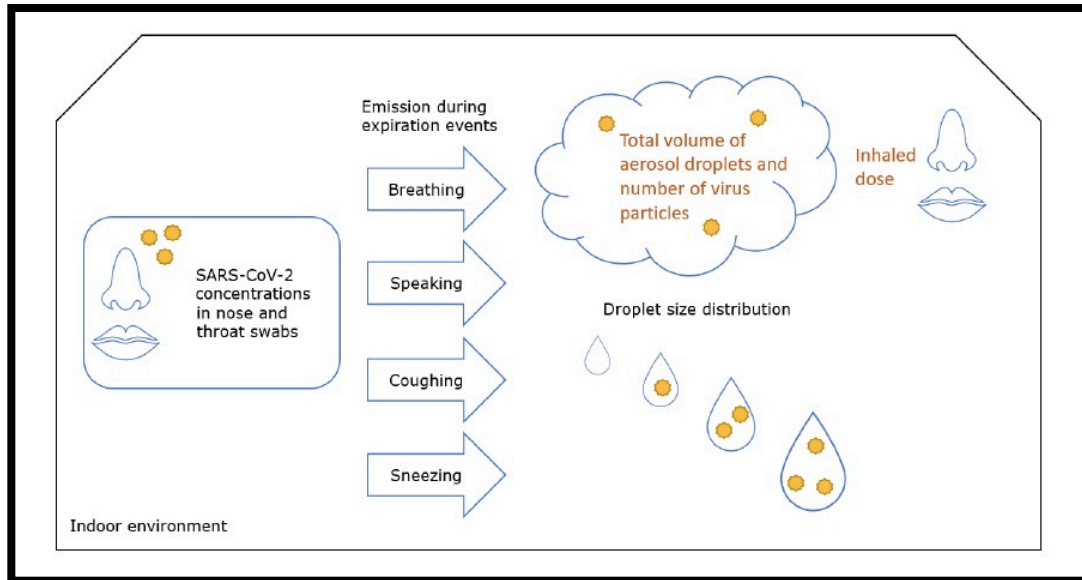 SARS-CoV-2
concentrations
in nose and
throat swabs
Emission during
expiration events
Breathing
Speaking
Coughing
Sneezing
Total volume of
aerosol droplets and
number of virus
particles
Inhaled
dose
Droplet size distribution
Indoor environment